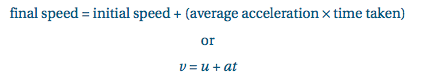 final speed = initial speed + (average acceleration × time taken)
or
v = u + at